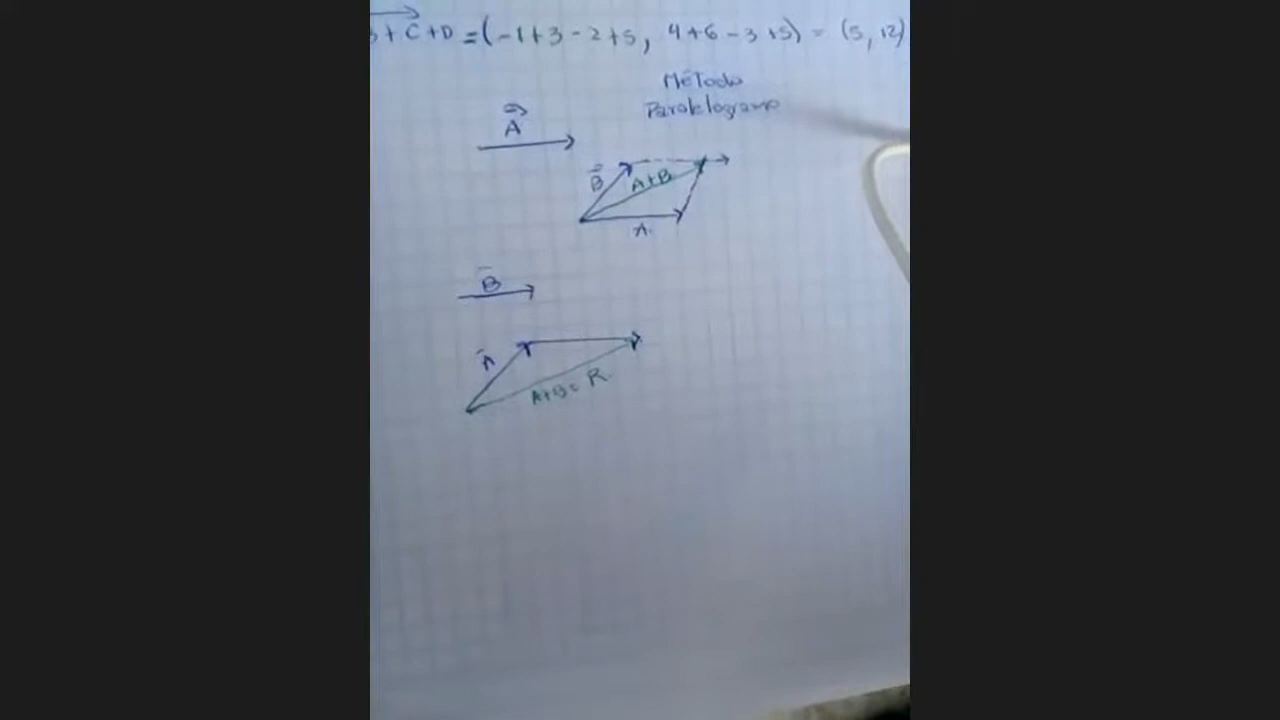 + C + D = (-1+3-2+5, 4+6-3+5) = (5, 12)
Método
Paralelogramo
A
B
A+B
A.
B
A
A+B = R.